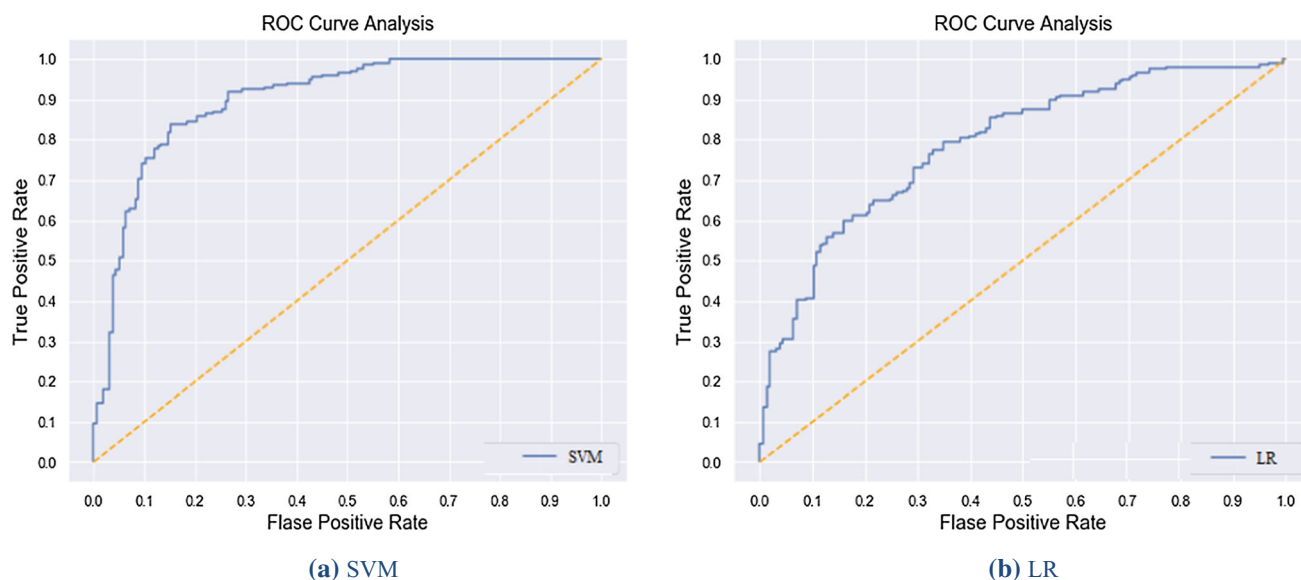 ROC Curve Analysis
1.0
0.9
0.8
0.7
0.6
0.5
0.4
0.3
0.2
0.1
0.0
True Positive Rate
SVM
0.0 0.1 0.2 0.3 0.4 0.5 0.6 0.7 0.8 0.9 1.0
Flase Positive Rate
(a) SVM
ROC Curve Analysis
1.0
0.9
0.8
0.7
0.6
0.5
0.4
0.3
0.2
0.1
0.0
True Positive Rate
LR
0.0 0.1 0.2 0.3 0.4 0.5 0.6 0.7 0.8 0.9 1.0
Flase Positive Rate
(b) LR